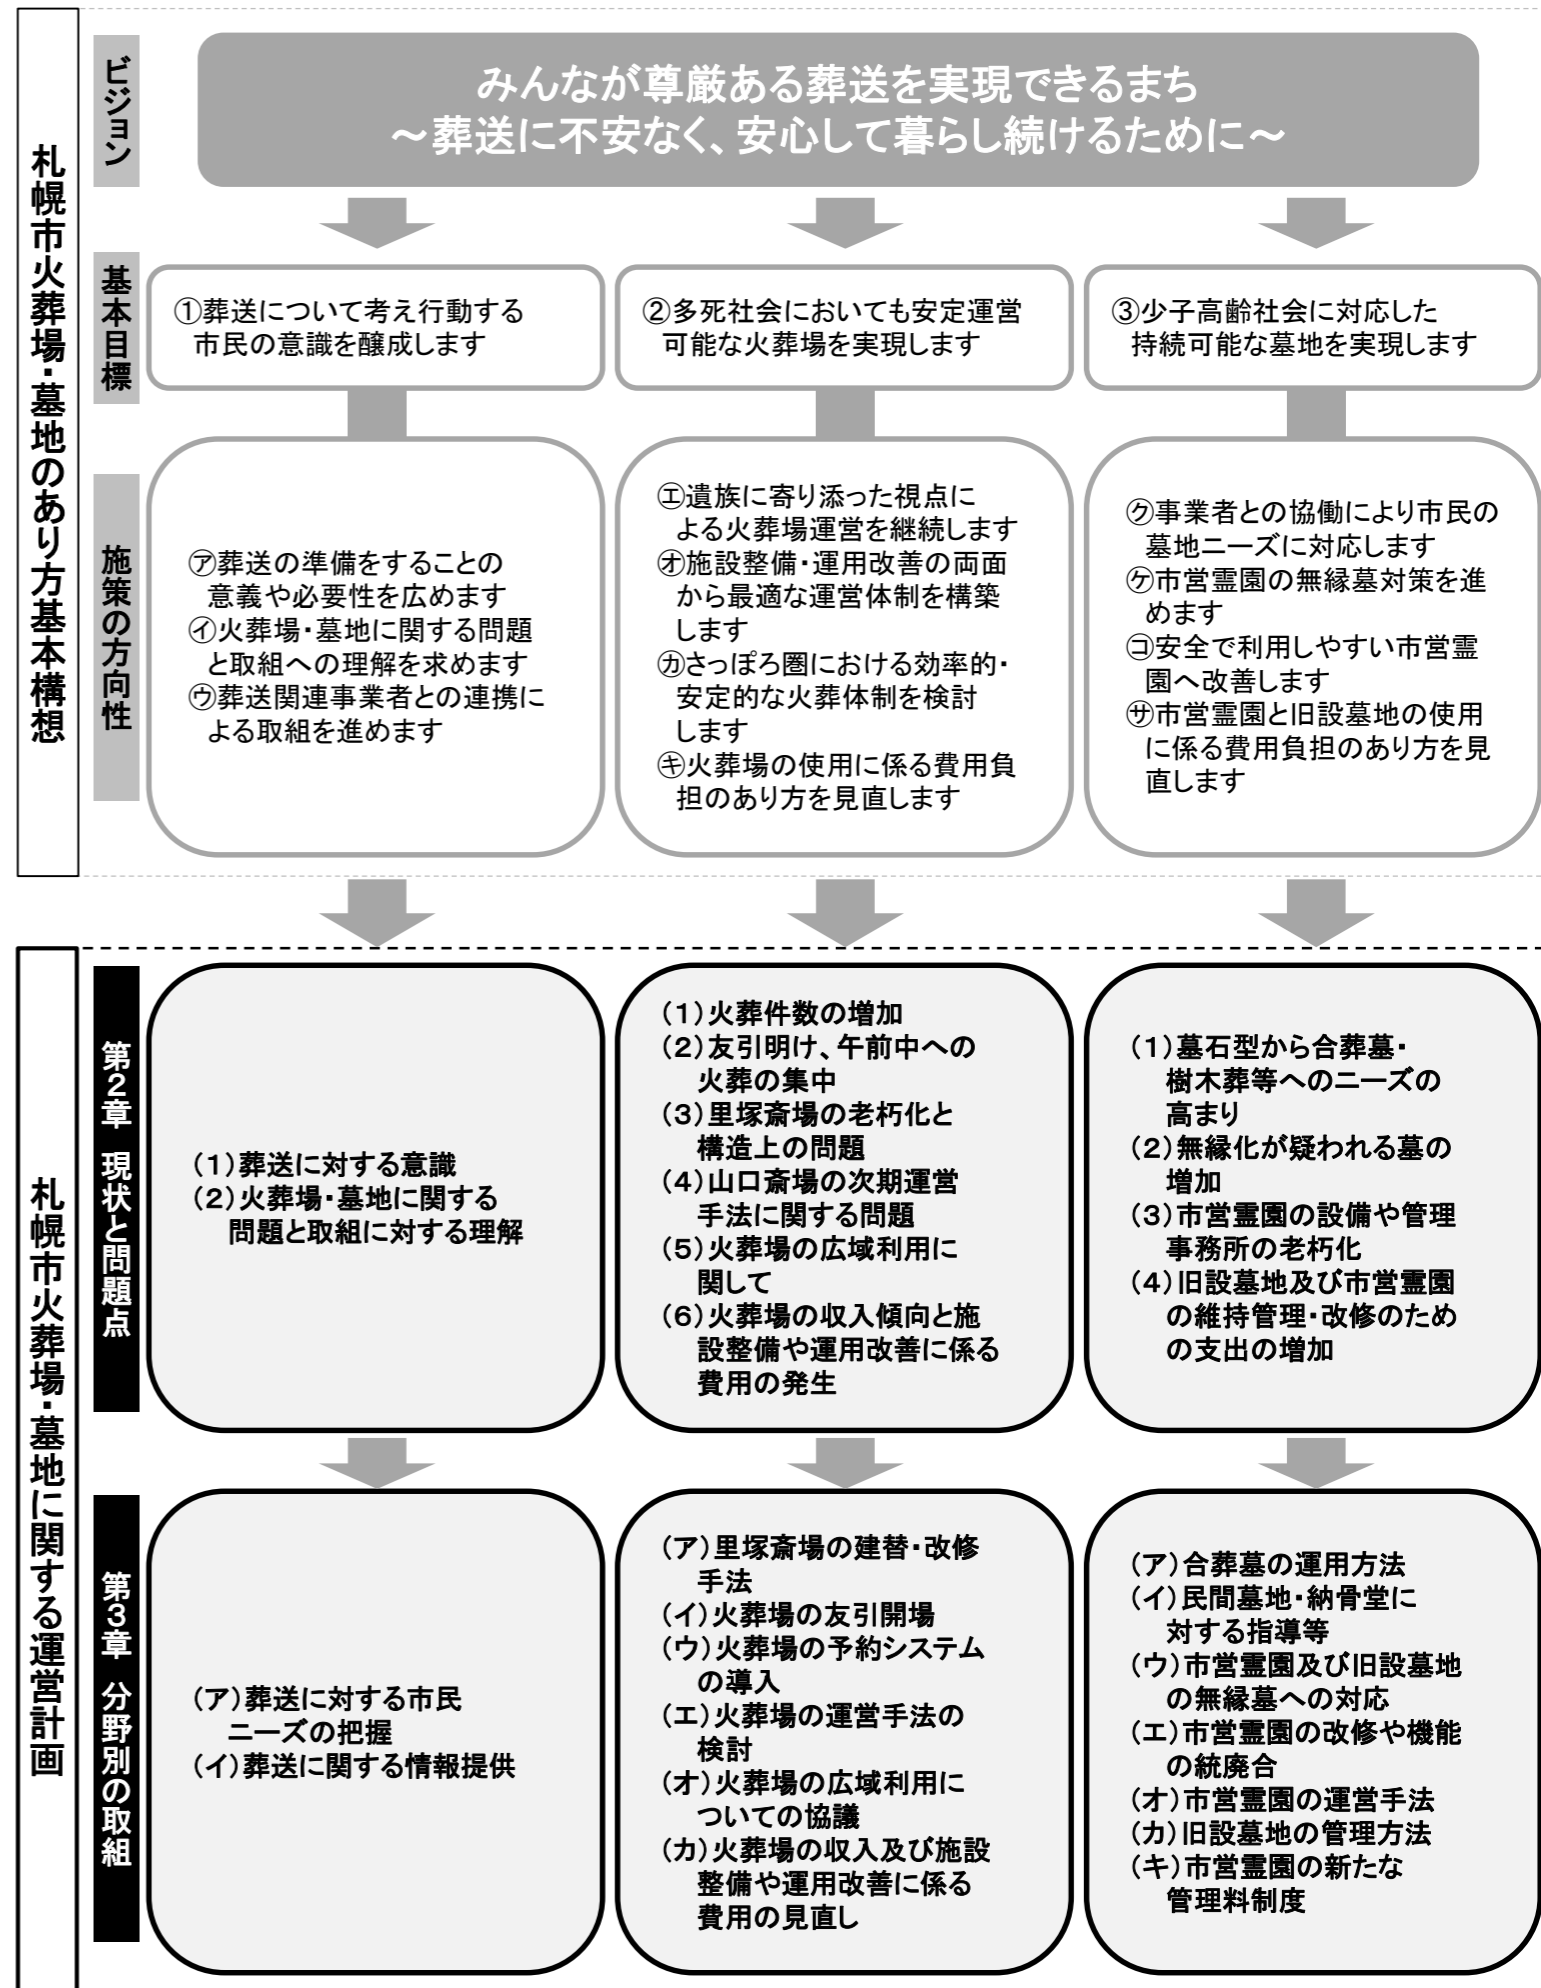 札幌市火葬場・墓地のあり方基本構想
ビジョン
みんなが尊厳ある葬送を実現できるまち
～葬送に不安なく、安心して暮らし続けるために～
基本目標
①葬送について考え行動する
市民の意識を醸成します
②多死社会においても安定運営
可能な火葬場を実現します
③少子高齢社会に対応した
持続可能な墓地を実現します
施策の方向性
㋐葬送の準備をすることの
意義や必要性を広めます
㋑火葬場・墓地に関する問題
と取組への理解を求めます
㋒葬送関連事業者との連携に
よる取組を進めます
㋓遺族に寄り添った視点に
よる火葬場運営を継続します
㋔施設整備・運用改善の両面
から最適な運営体制を構築
します
㋕さっぽろ圏における効率的・
安定的な火葬体制を検討
します
㋖火葬場の使用に係る費用負
担のあり方を見直します
㋗事業者との協働により市民の
墓地ニーズに対応します
㋘市営霊園の無縁墓対策を進
めます
㋙安全で利用しやすい市営霊
園へ改善します
㋚市営霊園と旧設墓地の使用
に係る費用負担のあり方を見
直します
札幌市火葬場・墓地に関する運営計画
第2章 現状と問題点
(1)葬送に対する意識
(2)火葬場・墓地に関する
問題と取組に対する理解
(1)火葬件数の増加
(2)友引明け、午前中への
火葬の集中
(3)里塚斎場の老朽化と
構造上の問題
(4)山口斎場の次期運営
手法に関する問題
(5)火葬場の広域利用に
関して
(6)火葬場の収入傾向と施
設整備や運用改善に係る
費用の発生
(1)墓石型から合葬墓・
樹木葬等へのニーズの
高まり
(2)無縁化が疑われる墓の
増加
(3)市営霊園の設備や管理
事務所の老朽化
(4)旧設墓地及び市営霊園
の維持管理・改修のため
の支出の増加
第3章 分野別の取組
(ア)葬送に対する市民
ニーズの把握
(イ)葬送に関する情報提供
(ア)里塚斎場の建替・改修
手法
(イ)火葬場の友引開場
(ウ)火葬場の予約システム
の導入
(エ)火葬場の運営手法の
検討
(オ)火葬場の広域利用に
ついての協議
(カ)火葬場の収入及び施設
整備や運用改善に係る
費用の見直し
(ア)合葬墓の運用方法
(イ)民間墓地・納骨堂に
対する指導等
(ウ)市営霊園及び旧設墓地
の無縁墓への対応
(エ)市営霊園の改修や機能
の統廃合
(オ)市営霊園の運営手法
(カ)旧設墓地の管理方法
(キ)市営霊園の新たな
管理料制度